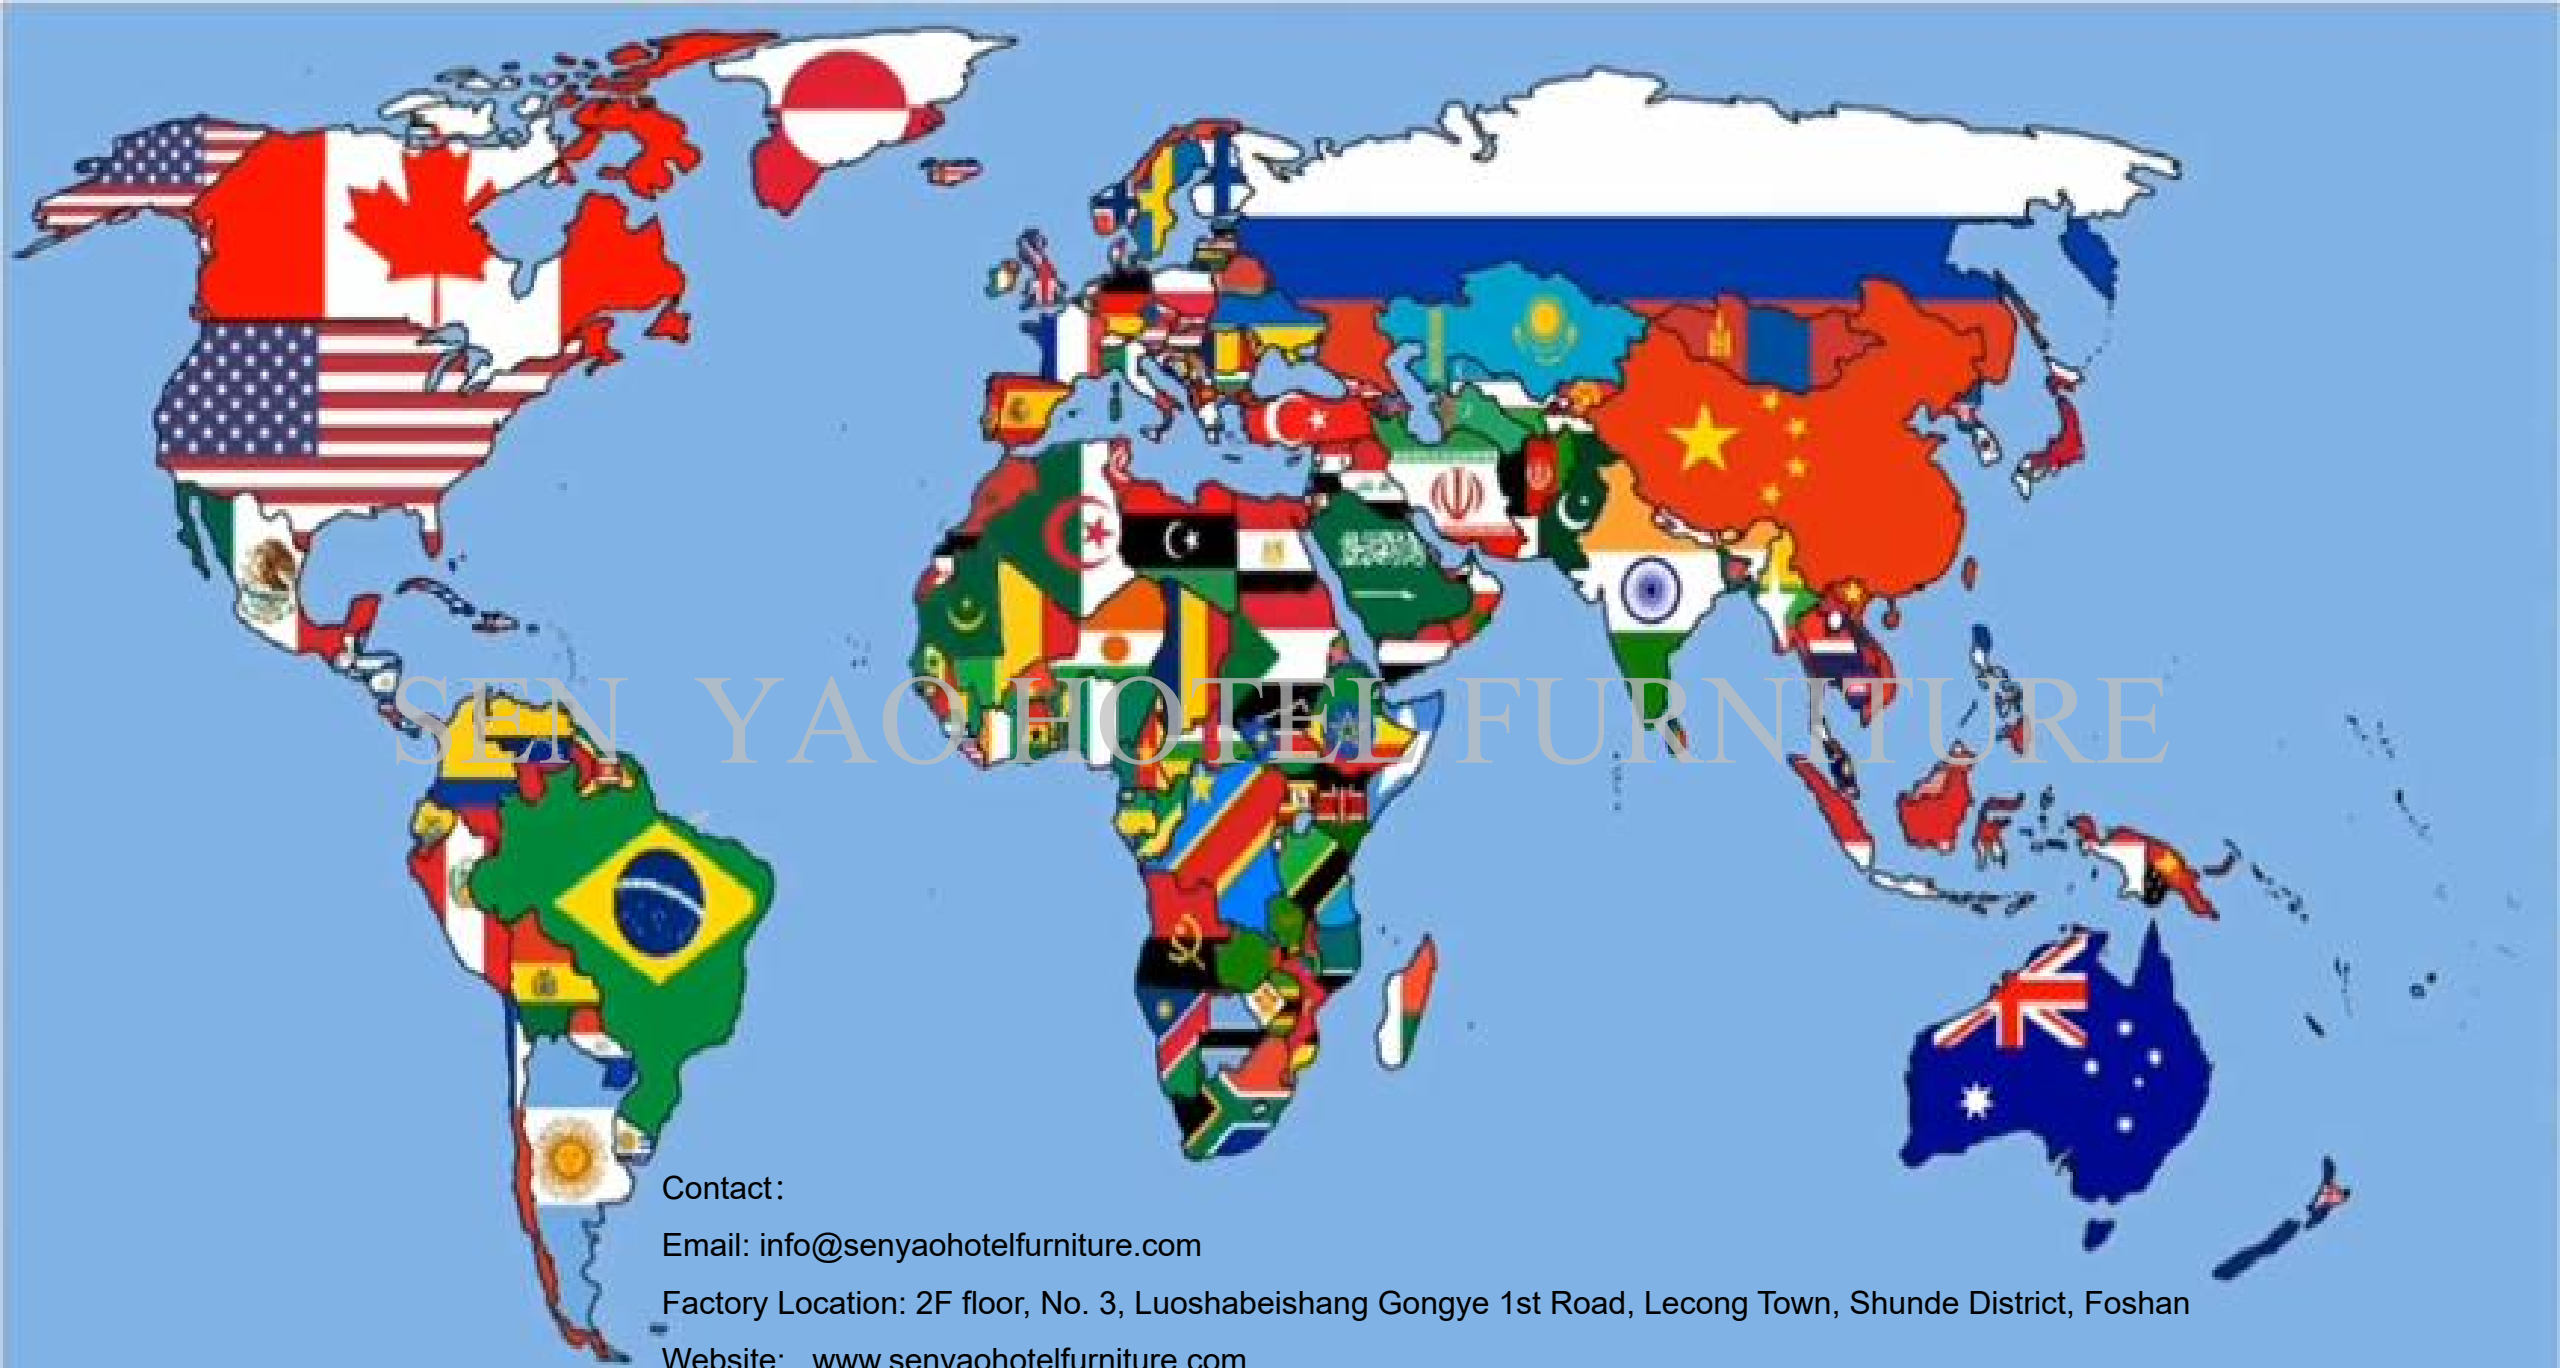 SEN YAO HOTEL FURNITURE
Contact：
Email: info@senyaohotelfurniture.com
Factory Location: 2F floor, No. 3, Luoshabeishang Gongye 1st Road, Lecong Town, Shunde District, Foshan
Website: www.senyaohotelfurniture.com